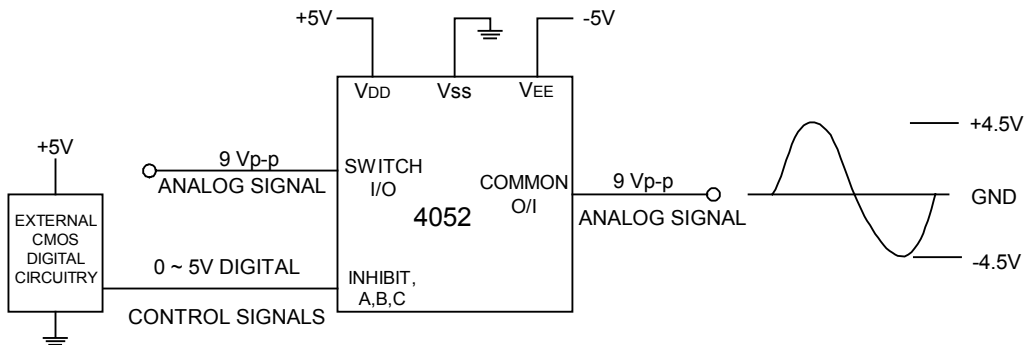 +5V
-5V
VDD
Vss
VEE
+4.5V
+5V
9 Vp-p
SWITCH
ANALOG SIGNAL
I/O
COMMON
O/I
9 Vp-p
ANALOG SIGNAL
GND
4052
EXTERNAL
CMOS
DIGITAL
CIRCUITRY
0 ~ 5V DIGITAL
INHIBIT,
A,B,C
CONTROL SIGNALS
-4.5V